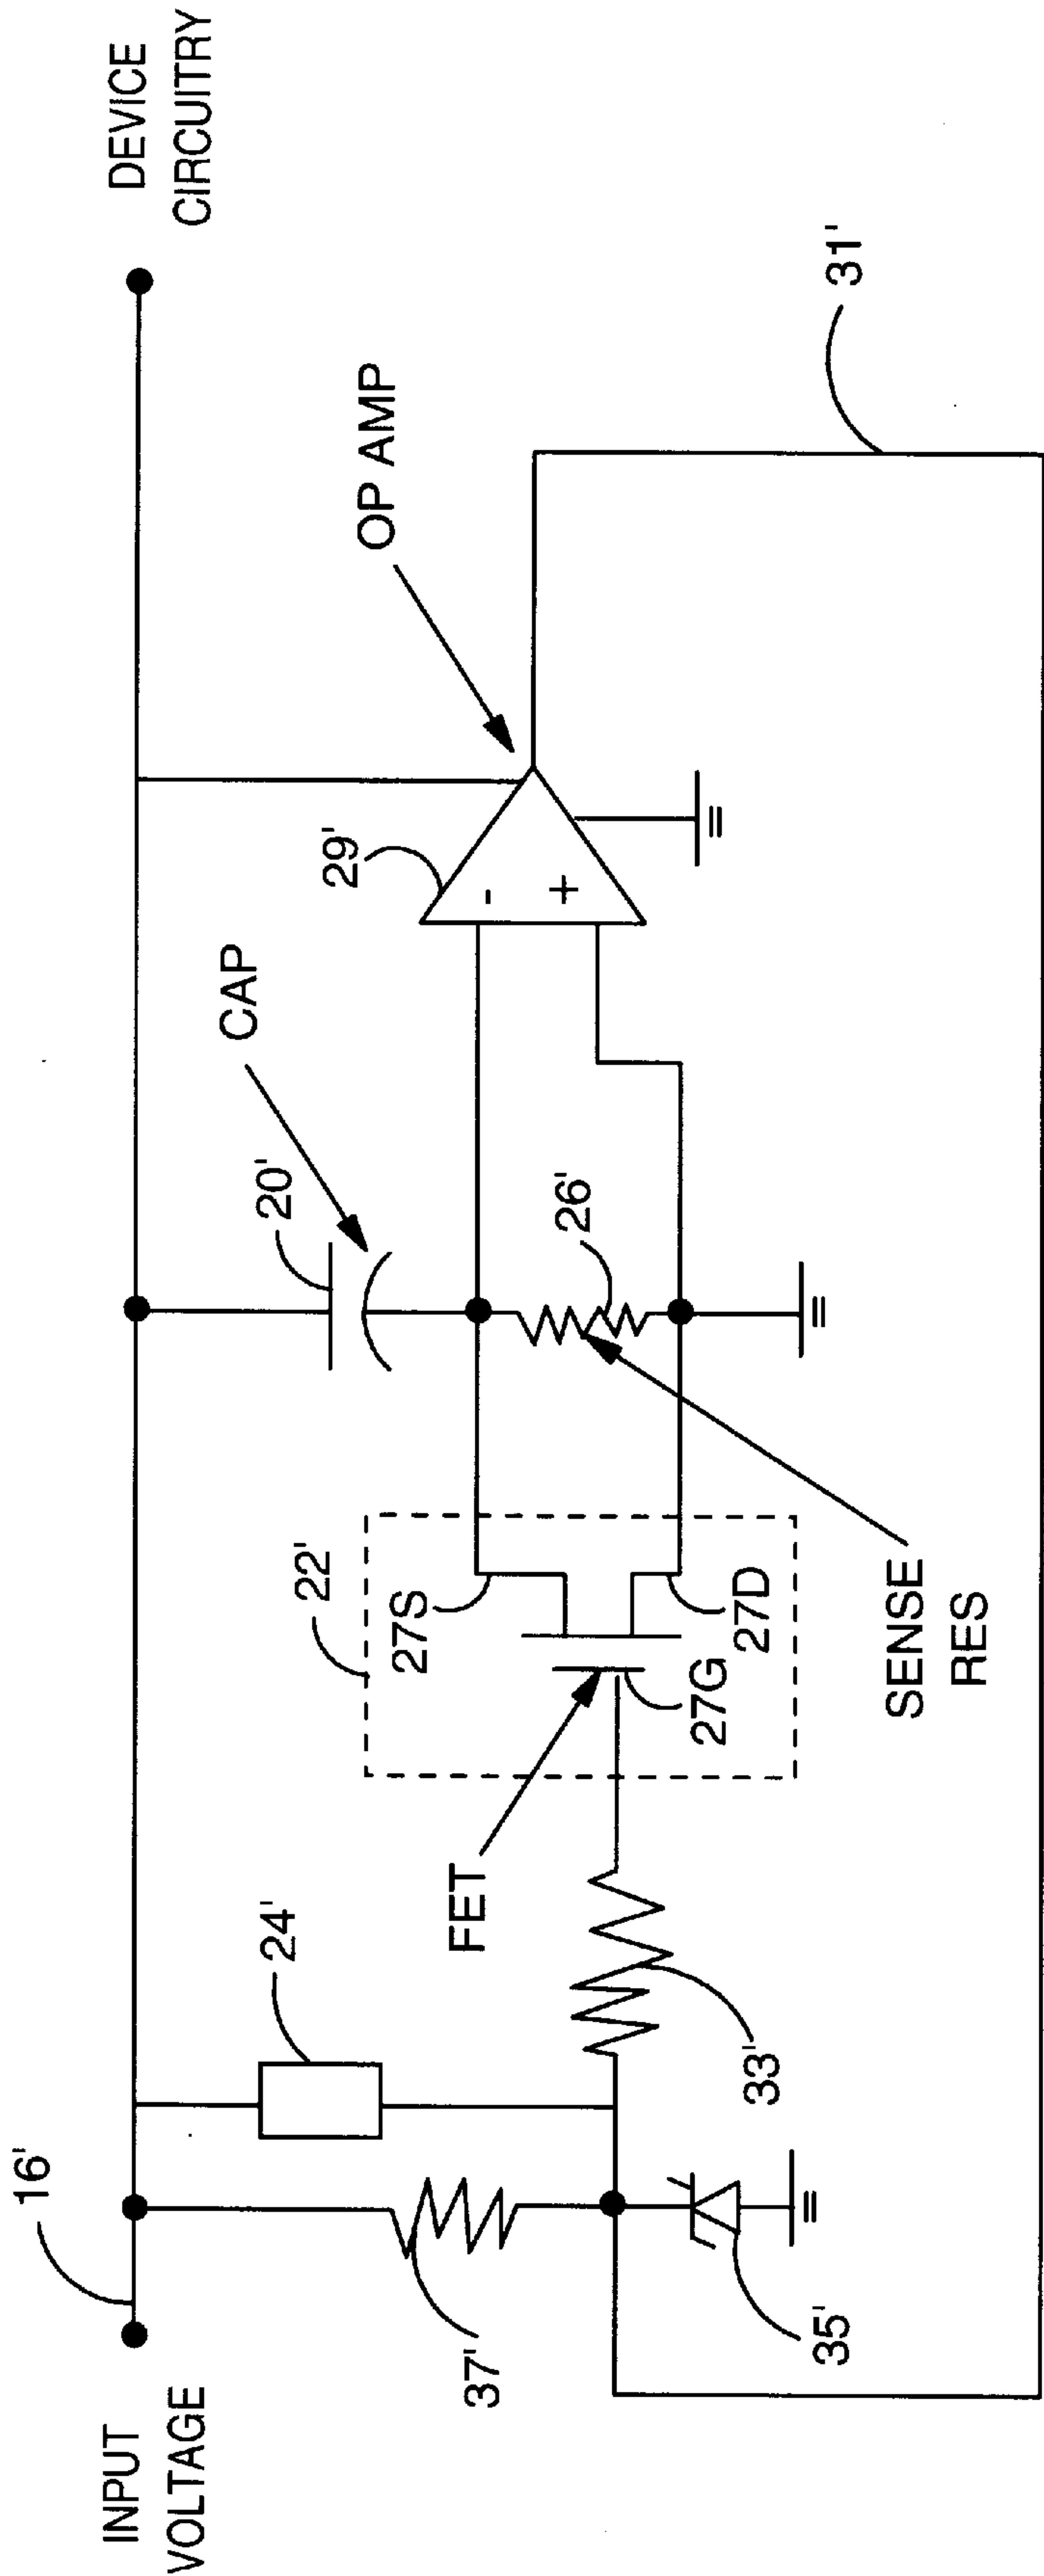 INPUT
VOLTAGE
16'
DEVICE
CIRCUITRY
37'
24'
35'
33'
FET
22'
27S
27G
27D
20'
CAP
26'
SENSE
RES
29'
-
+
OP AMP
31'